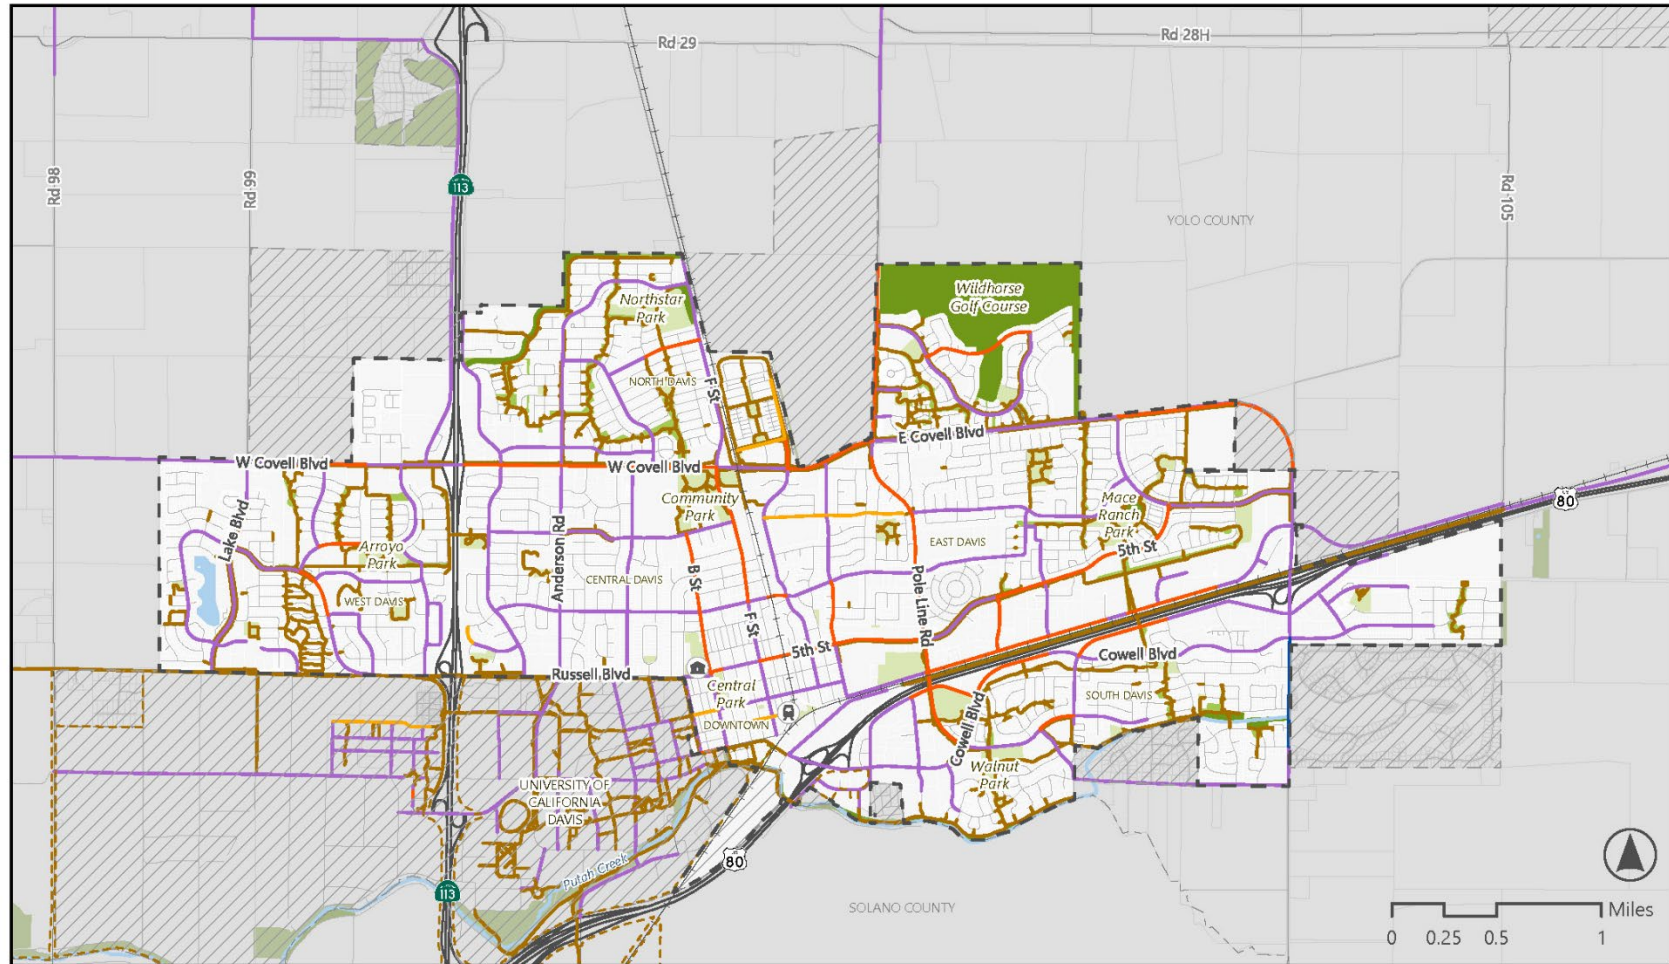 Rd 29
Rd 28H
Rd 98
Rd 99
113
Rd 105
YOLO COUNTY
Wildhorse
Golf Course
Northstar
Park
NORTH DAVIS
F St
E Covell Blvd
W Covell Blvd
W Covell Blvd
Community
Park
Mace
Ranch
Park
80
Lake Blvd
Arroyo
Park
Anderson Rd
EAST DAVIS
5th St
CENTRAL DAVIS
B St
Pole Line Rd
WEST DAVIS
F St
5th St
Cowell Blvd
Russell Blvd
Central
Park
SOUTH DAVIS
DOWNTOWN
Cowell Blvd
Walnut
Park
UNIVERSITY OF
CALIFORNIA
DAVIS
Putah Creek
80
113
SOLANO COUNTY
Miles
0 0.25 0.5 1